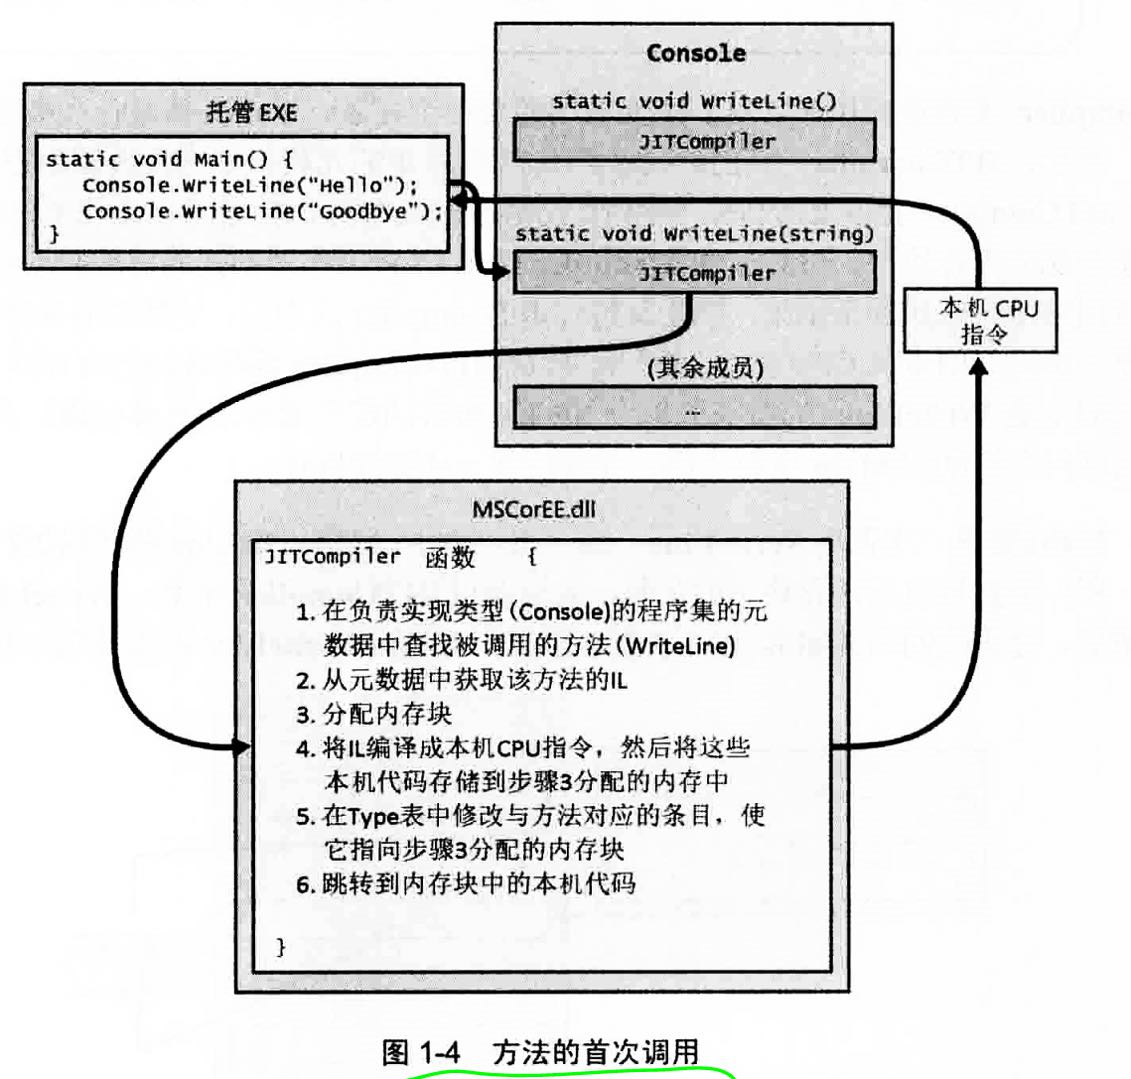 Console
static void WriteLine()
JITCompiler
托管 EXE
static void Main() {
Console.WriteLine("Hello");
Console.WriteLine("Goodbye");
}
static void WriteLine(string)
JITCompiler
本机 CPU
指令
(其余成员)
...
MSCorEE.dll
JITCompiler 函数 {
1. 在负责实现类型(Console)的程序集的元
数据中查找被调用的方法(WriteLine)
2. 从元数据中获取该方法的IL
3. 分配内存块
4. 将IL编译成本机CPU指令，然后将这些
本机代码存储到步骤3分配的内存中
5. 在Type表中修改与方法对应的条目，使
它指向步骤3分配的内存块
6. 跳转到内存块中的本机代码
}
图 1-4 方法的首次调用